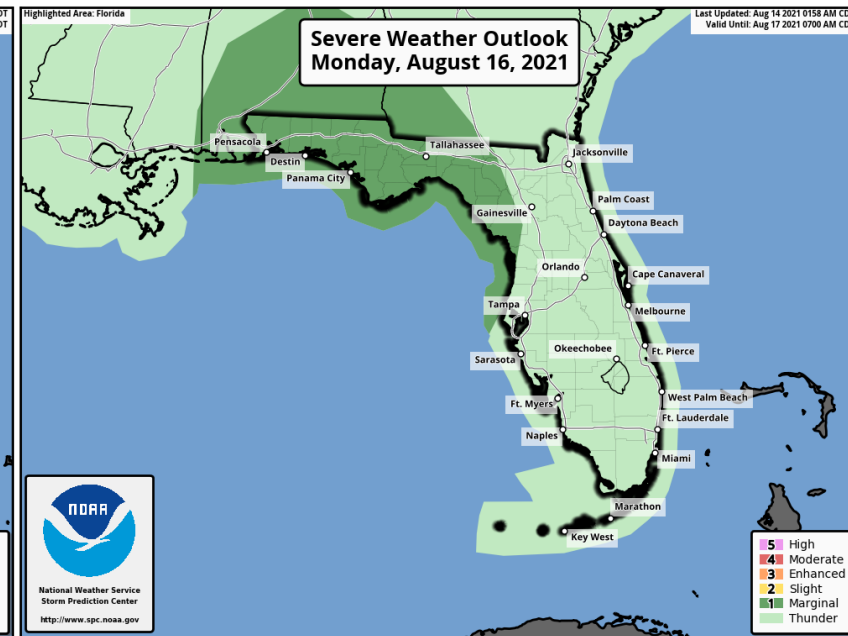 DT
DT
Highlighted Area: Florida
Severe Weather Outlook
Monday, August 16, 2021
Last Updated: Aug 14 2021 0158 AM CD
Valid Until: Aug 17 2021 0700 AM CD
Pensacola
Destin
Panama City
Tallahassee
Jacksonville
Gainesville
Palm Coast
Daytona Beach
Orlando
Cape Canaveral
Tampa
Melbourne
Okeechobee
Ft. Pierce
Sarasota
Ft. Myers
West Palm Beach
Naples
Ft. Lauderdale
Miami
Marathon
Key West
NOAA
National Weather Service
Storm Prediction Center
http://www.spc.noaa.gov
5 High
4 Moderate
3 Enhanced
2 Slight
1 Marginal
Thunder